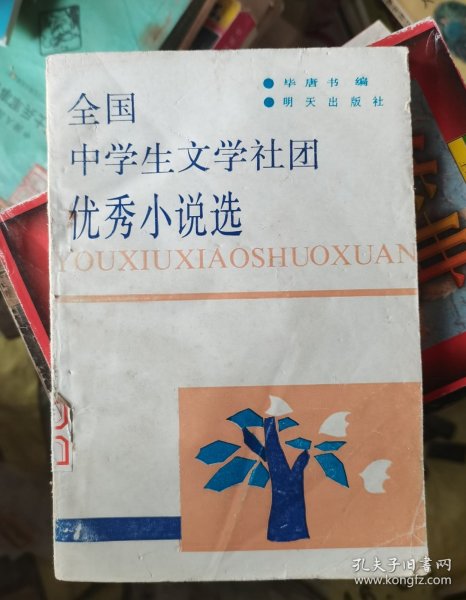 毕唐书 编
明天出版社
全国
中学生文学社团
优秀小说选
YOUXIUXIAOSHUOXUAN
孔夫子旧书网
www.kongfz.com